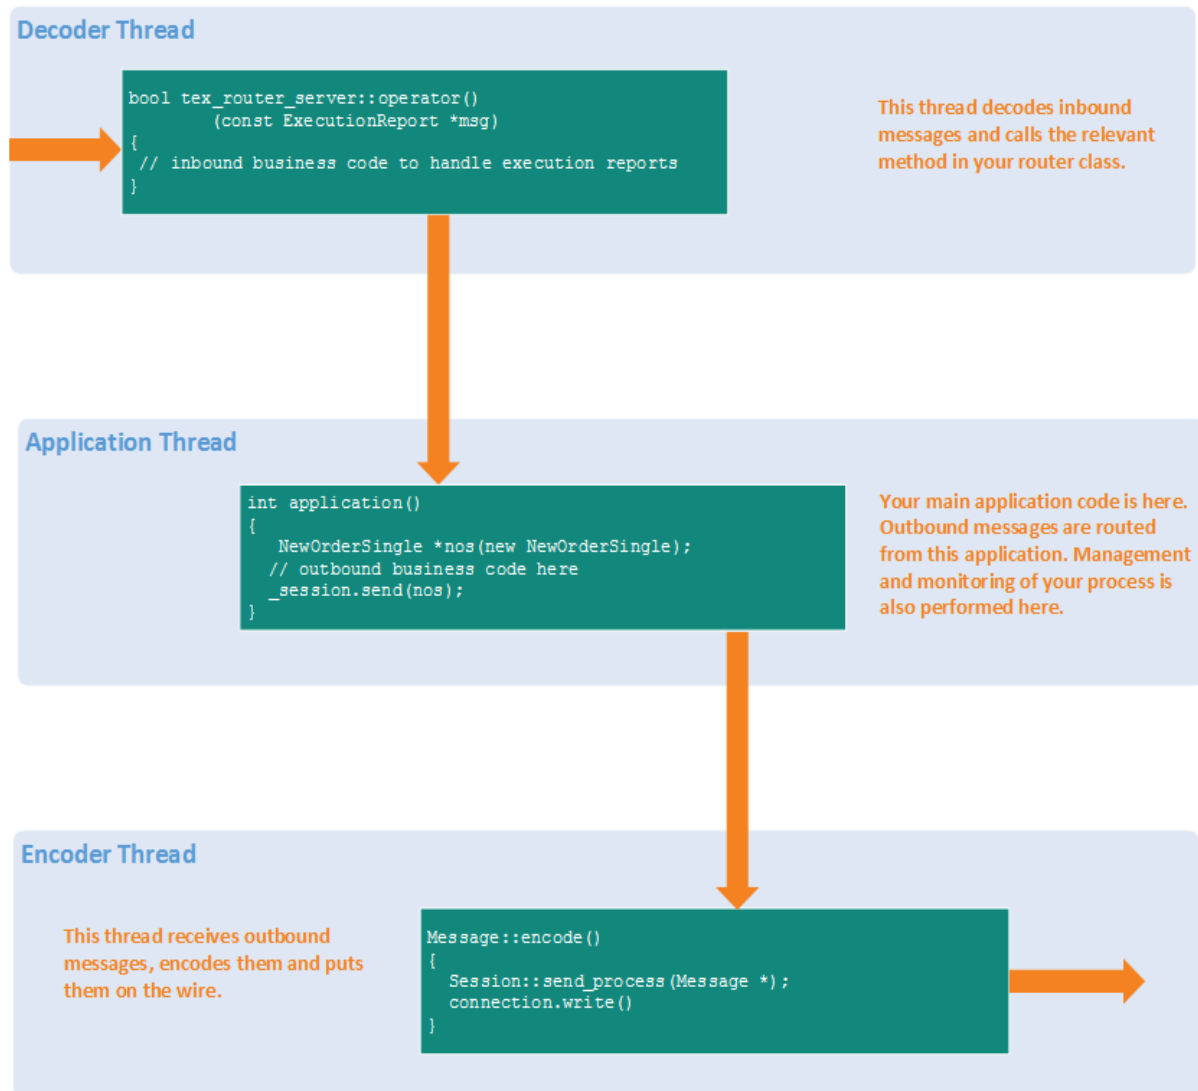 Decoder Thread
bool tex_router_server::operator()
(const ExecutionReport *msg)
{
// inbound business code to handle execution reports
}
This thread decodes inbound
messages and calls the relevant
method in your router class.
Application Thread
int application()
{
NewOrderSingle *nos(new NewOrderSingle);
// outbound business code here
_session.send(nos);
}
Your main application code is here.
Outbound messages are routed
from this application. Management
and monitoring of your process is
also performed here.
Encoder Thread
This thread receives outbound
messages, encodes them and puts
them on the wire.
Message::encode()
{
Session::send_process(Message *);
connection.write()
}